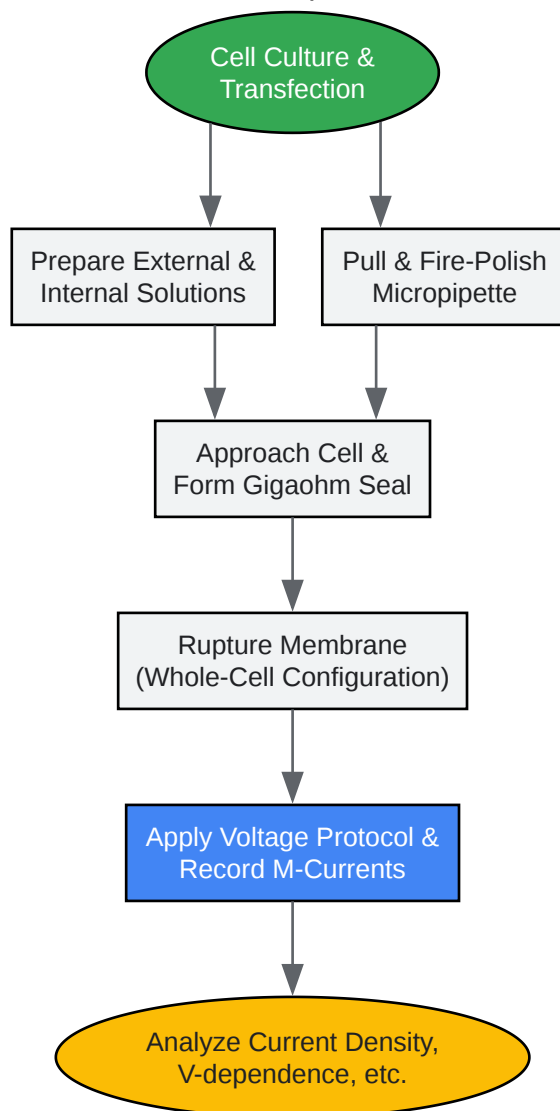 Cell Culture &
Transfection
Prepare External &
Internal Solutions
Pull & Fire-Polish
Micropipette
Approach Cell &
Form Gigaohm Seal
Rupture Membrane
(Whole-Cell Configuration)
Apply Voltage Protocol &
Record M-Currents
Analyze Current Density,
V-dependence, etc.